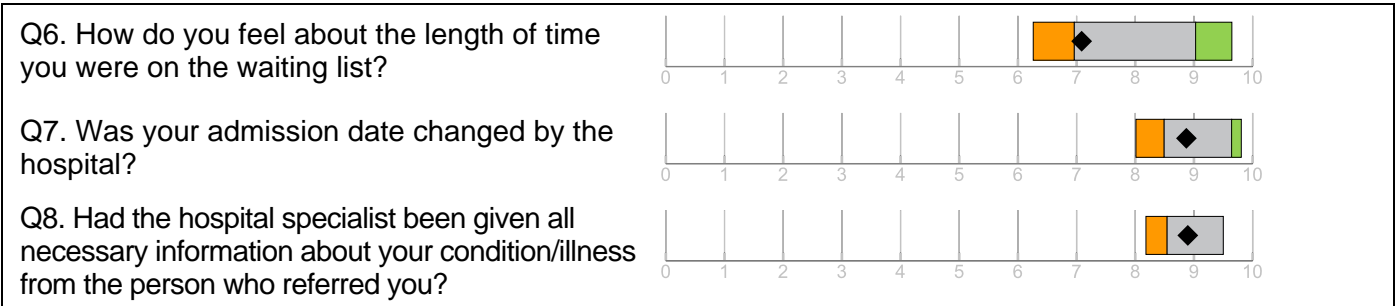 Q6. How do you feel about the length of time
you were on the waiting list?
0 1 2 3 4 5 6 7 8 9 10
Q7. Was your admission date changed by the
hospital?
0 1 2 3 4 5 6 7 8 9 10
Q8. Had the hospital specialist been given all
necessary information about your condition/illness
from the person who referred you?
0 1 2 3 4 5 6 7 8 9 10